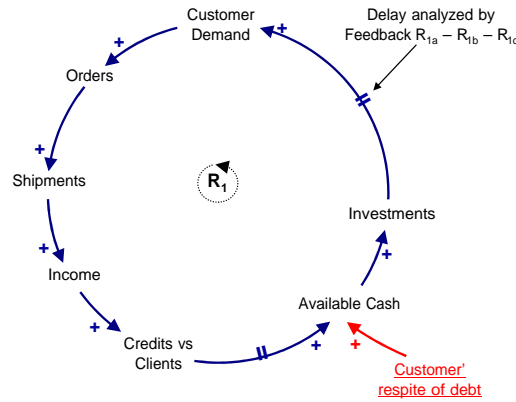 Customer
Demand
Delay analyzed by
Feedback R1a – R1b – R1c
+
+
Orders
+
Shipments
R1
Investments
+
+
Income
Available Cash
+
Credits vs
Clients
+
+
Customer'
respite of debt